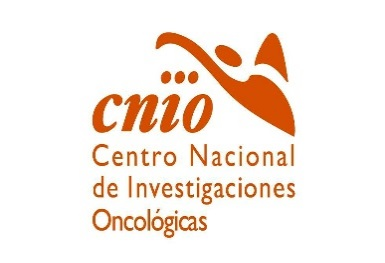 cnio
Centro Nacional
de Investigaciones
Oncológicas